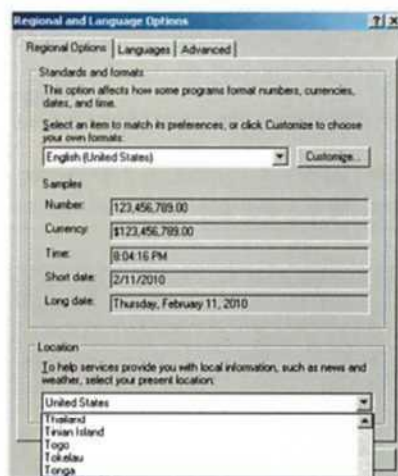 Regional and Language Options
Regional Options Languages Advanced
Standards and formats
This option affects how some programs format numbers, currencies,
dates, and time.
Select an item to match its preferences, or click Customize to choose
your own formats:
English (United States) Customize...
Samples
Number: 123,456,789.00
Currency: $123,456,789.00
Time: 8:04:16 PM
Short date: 2/11/2010
Long date: Thursday, February 11, 2010
Location
To help services provide you with local information, such as news and
weather, select your present location:
United States
Thailand
Tinian Island
Togo
Tokelau
Tonga